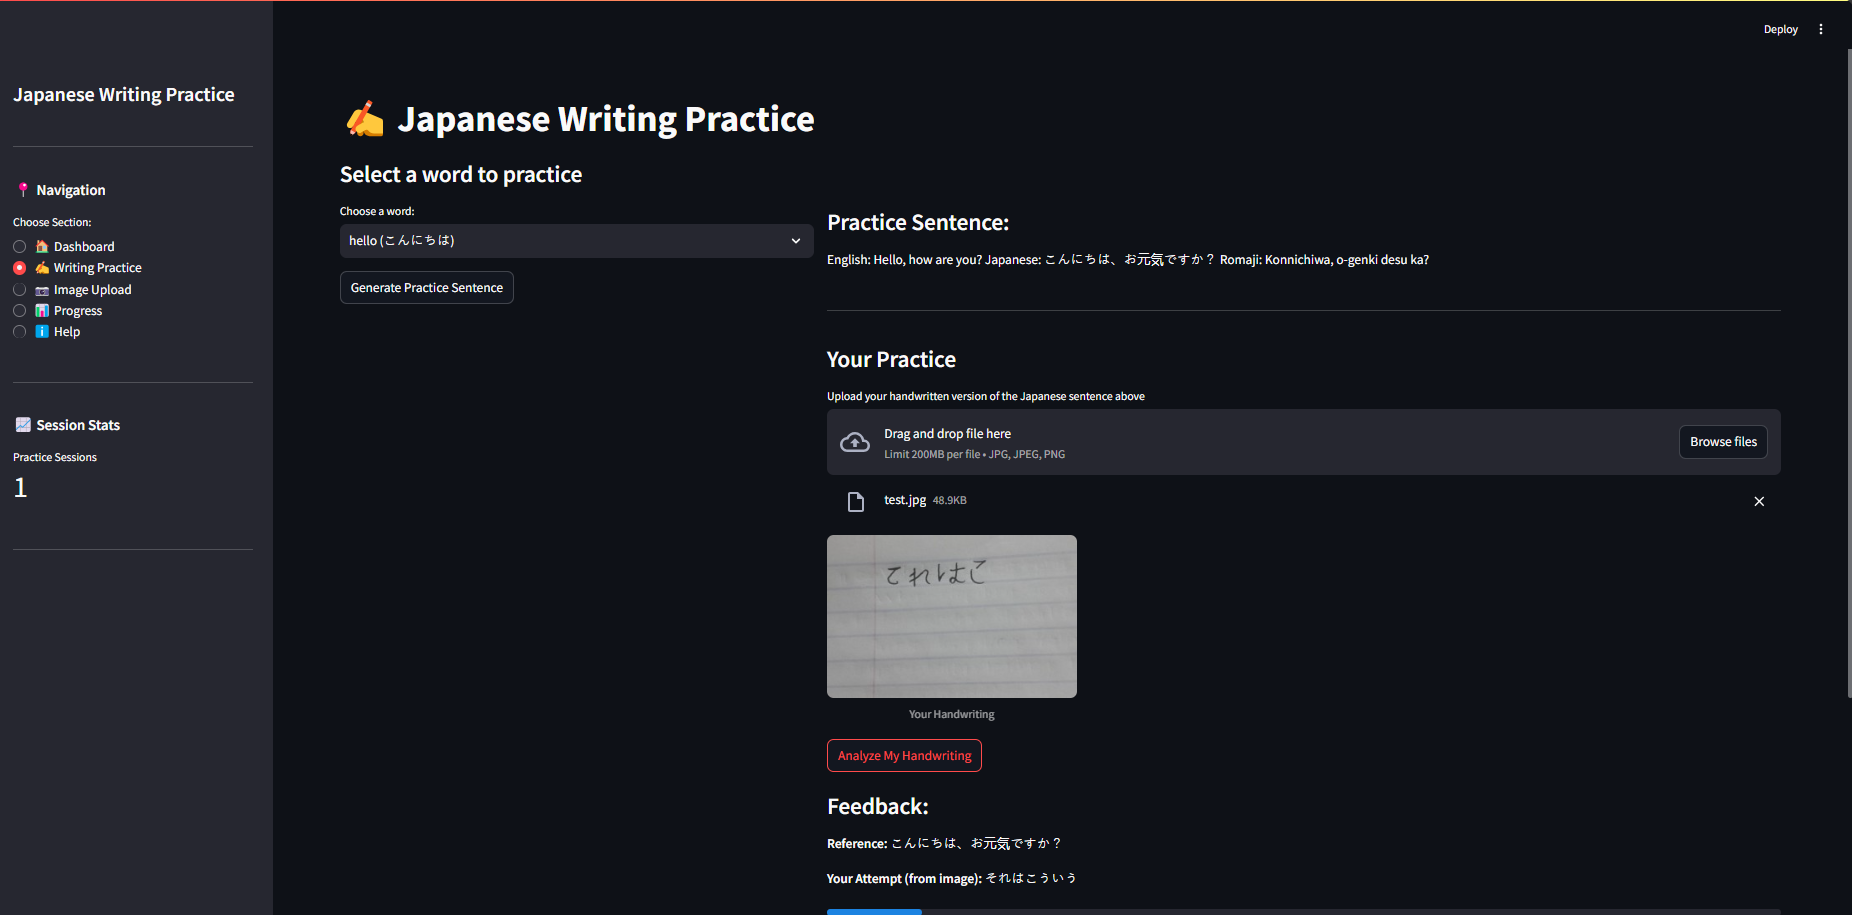 Deploy
Japanese Writing Practice
Navigation
Choose Section:
Dashboard
Writing Practice
Image Upload
Progress
Help
Session Stats
Practice Sessions
1
Japanese Writing Practice
Select a word to practice
Choose a word:
hello (こんにちは)
Generate Practice Sentence
Practice Sentence:
English: Hello, how are you? Japanese: こんにちは、お元気ですか？ Romaji: Konnichiwa, o-genki desu ka?
Your Practice
Upload your handwritten version of the Japanese sentence above
Drag and drop file here
Limit 200MB per file • JPG, JPEG, PNG
Browse files
test.jpg 48.9KB
てれはこ
Your Handwriting
Analyze My Handwriting
Feedback:
Reference: こんにちは、お元気ですか？
Your Attempt (from image): それはこういう